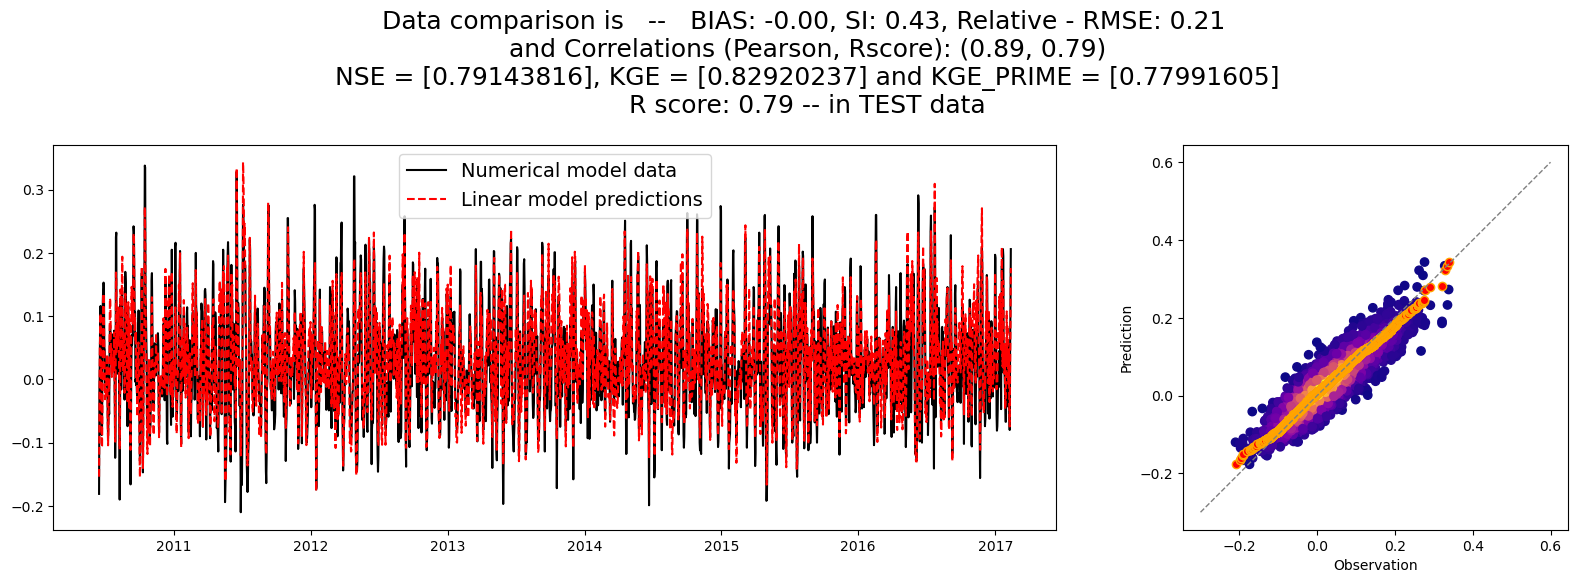 Data comparison is   --   BIAS: -0.00, SI: 0.43, Relative - RMSE: 0.21
and Correlations (Pearson, Rscore): (0.89, 0.79)
NSE = [0.79143816], KGE = [0.82920237] and KGE_PRIME = [0.77991605]
R score: 0.79 -- in TEST data
Numerical model data
Linear model predictions
0.3
0.2
0.1
0.0
−0.1
−0.2
2011 2012 2013 2014 2015 2016 2017
Prediction
0.6
0.4
0.2
0.0
−0.2
−0.2 0.0 0.2 0.4 0.6
Observation